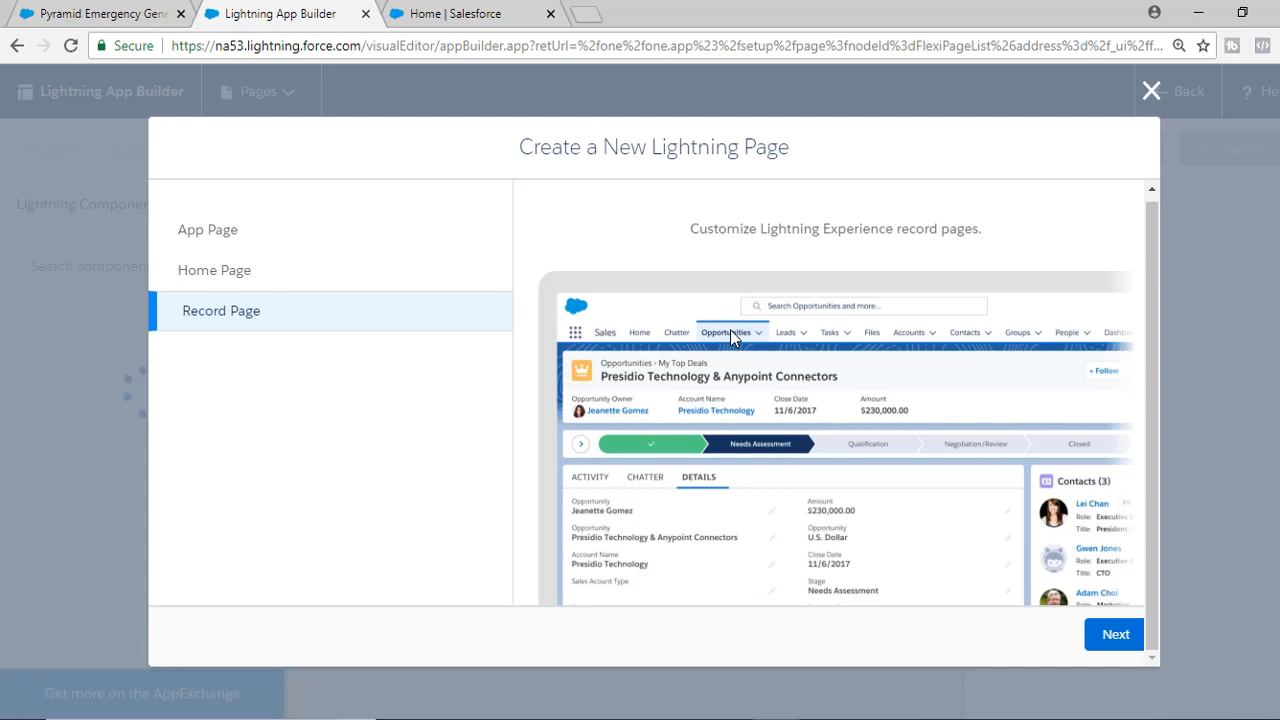 Pyramid Emergency Gene
Lightning App Builder
Home | Salesforce
Secure
https://na53.lightning.force.com/visualEditor/appBuilder.app?retUrl=%2fone%2fone.app%23%2fsetup%2fpage%3fnodeId%3dFlexiPageList%26address%3d%2f_ui%2ff...
Lightning App Builder
Pages
Back
? He
Create a New Lightning Page
Lightning Componen
Search componen
App Page
Home Page
Record Page
Customize Lightning Experience record pages.
Search Opportunities and more...
Sales Home Chatter Opportunities Leads Tasks Files Accounts Contacts Groups People Dashb
Opportunities - My Top Deals
Presidio Technology & Anypoint Connectors
+ Follow
Opportunity Owner Account Name Close Date Amount
Jeanette Gomez Presidio Technology 11/6/2017 $230,000.00
Needs Assessment Qualification Negotiation/Review Closed
ACTIVITY CHATTER DETAILS
Contacts (3)
Opportunity Amount
Jeanette Gomez $230,000.00
Lei Chan
Role: Executive
Title: President,
Opportunity Opportunity
Presidio Technology & Anypoint Connectors U.S. Dollar
Gwen Jones
Role: Executive
Title: CTO
Account Name Close Date
Presidio Technology 11/6/2017
Sales Acount Type Stage
Needs Assessment
Adam Choi
Role: Marketin
Next
Get more on the AppExchange